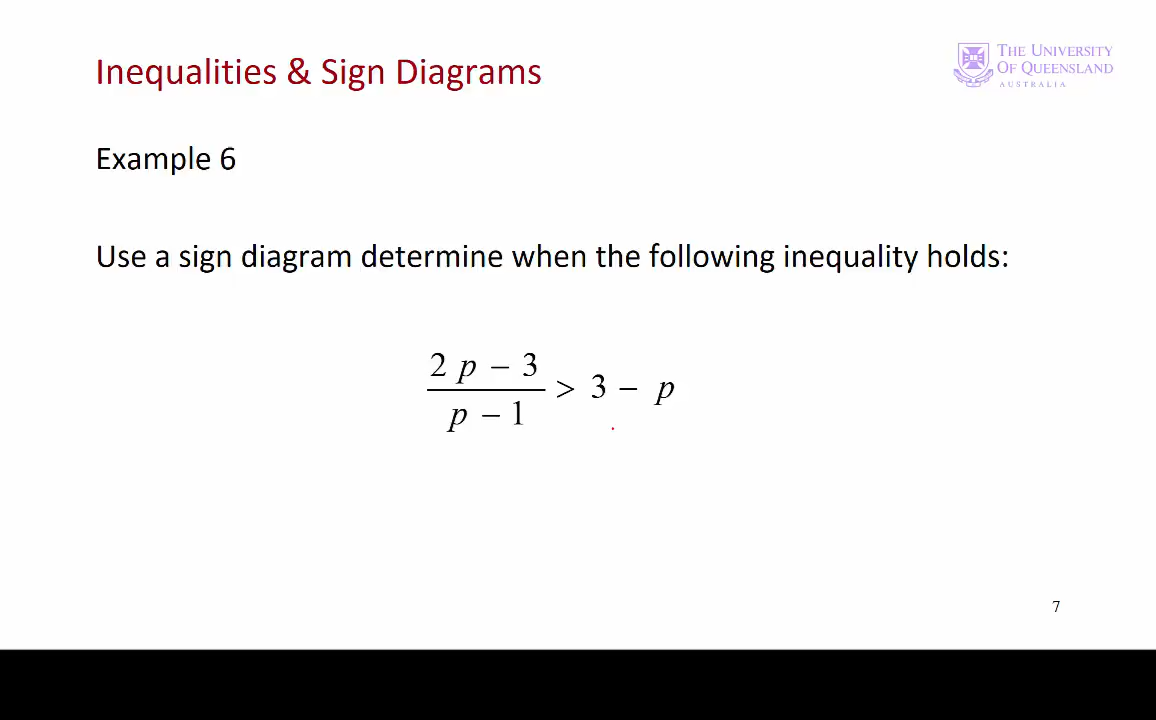 Inequalities & Sign Diagrams
THE UNIVERSITY
OF QUEENSLAND
AUSTRALIA
Example 6
Use a sign diagram determine when the following inequality holds:
2 p − 3
p − 1
> 3 − p
7